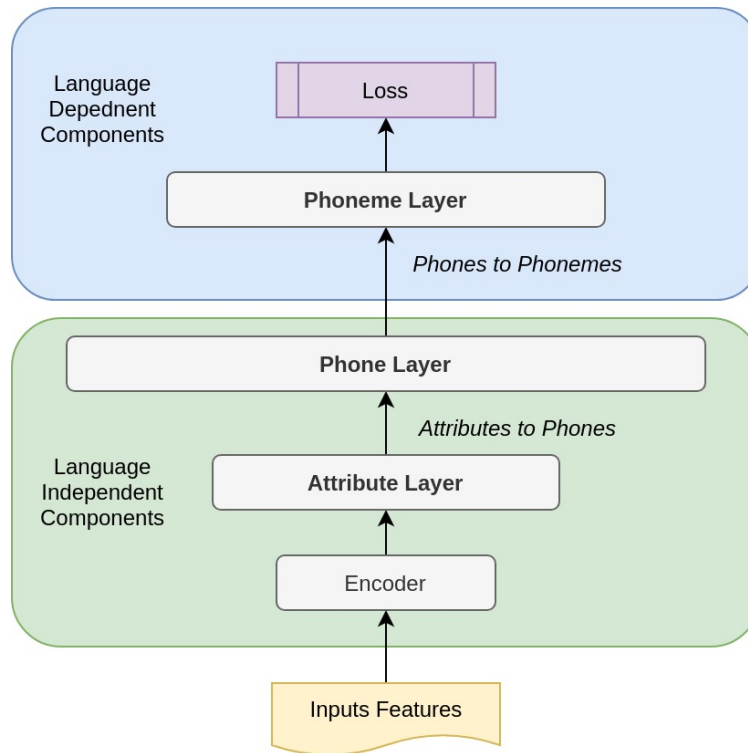 Language
Depednent
Components
Loss
Phoneme Layer
Phones to Phonemes
Phone Layer
Attributes to Phones
Language
Independent
Components
Attribute Layer
Encoder
Inputs Features